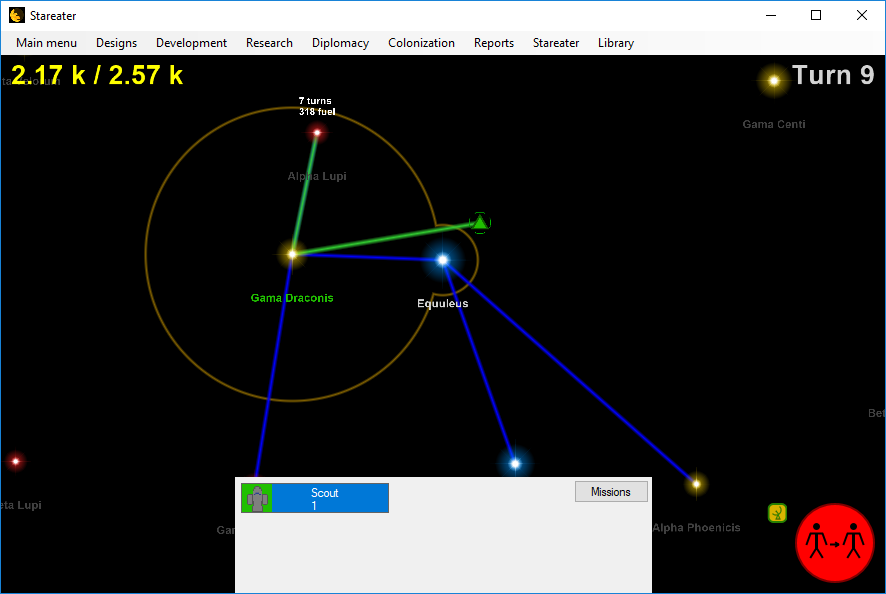 Stareater
Main menu Designs Development Research Diplomacy Colonization Reports Stareater Library
2.17 k / 2.57 k
Turn 9
7 turns
318 fuel
Gama Centi
Alpha Lupi
Gama Draconis
Equuleus
Bet
eta Lupi
Gam
Alpha Phoenicis
Scout
1
Missions